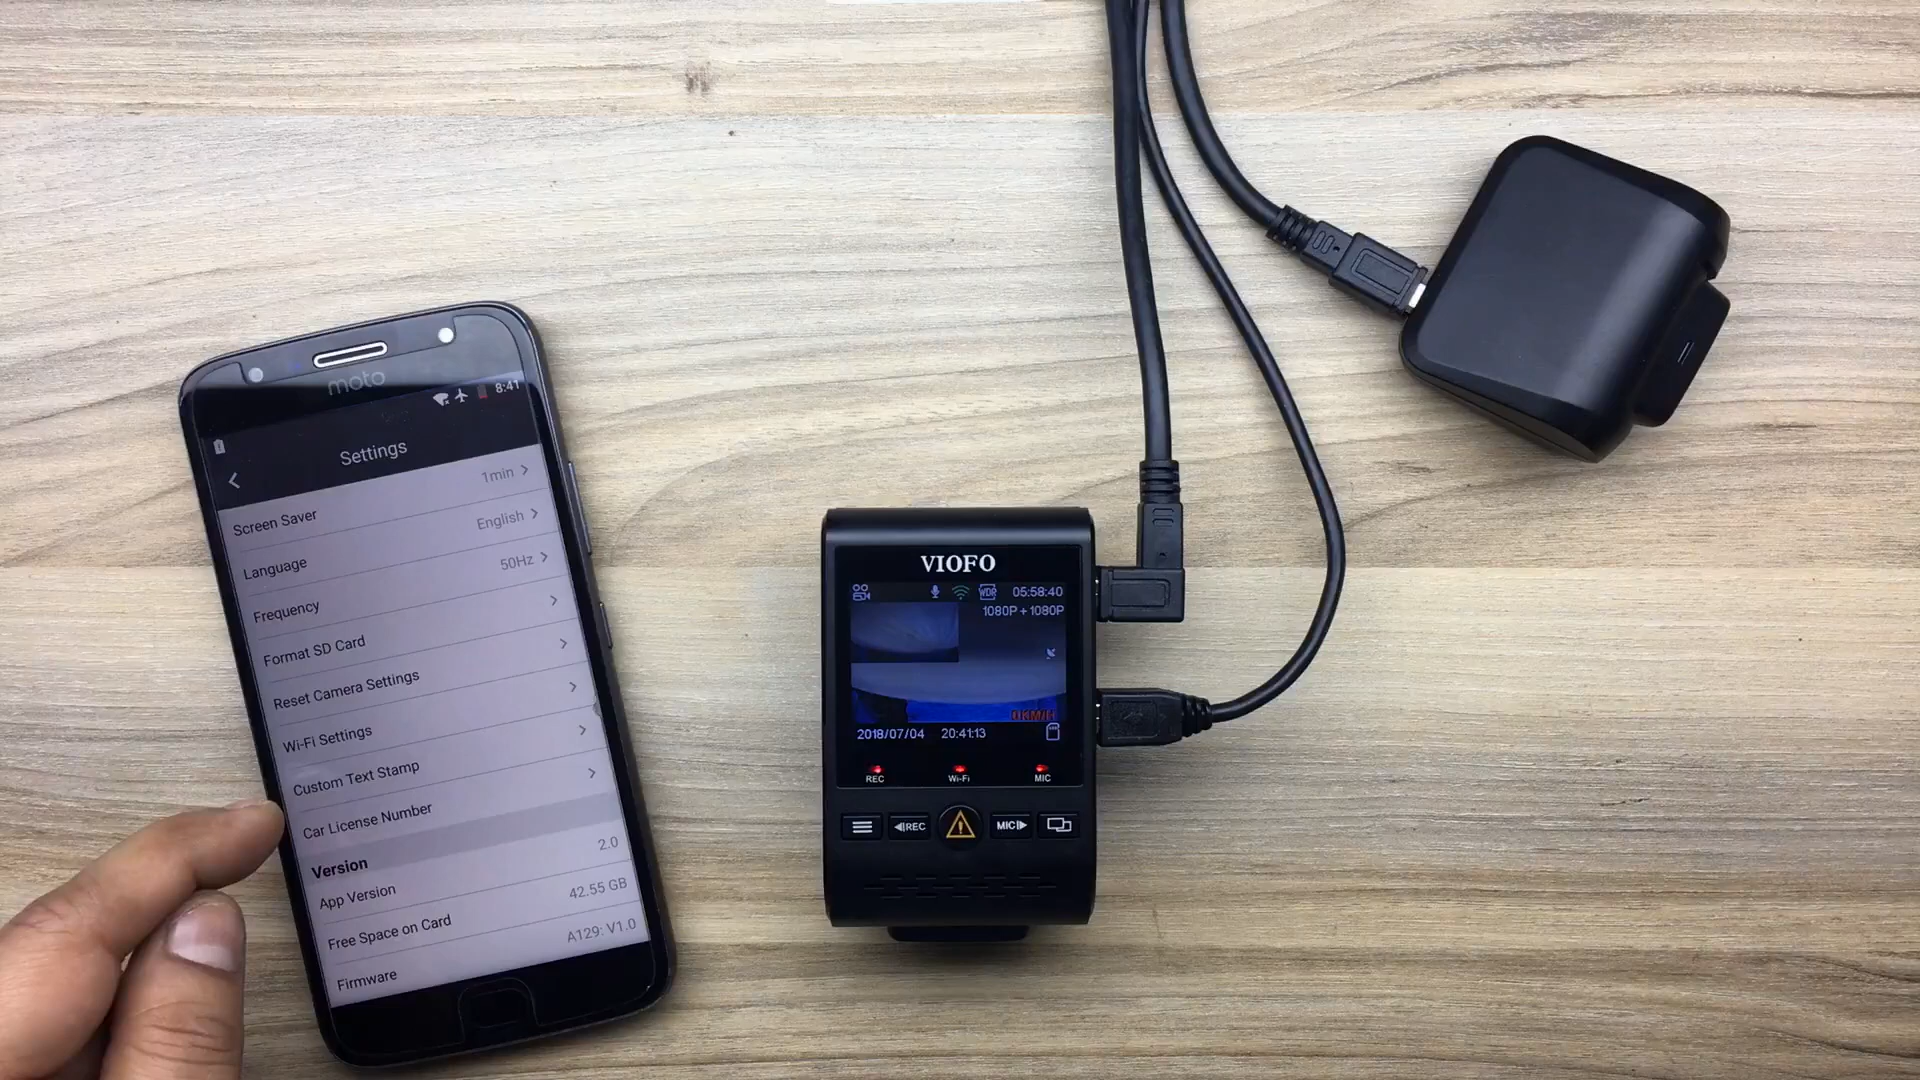 moto
8:41
Settings
Screen Saver 1min
Language English
Frequency 50Hz
Format SD Card
Reset Camera Settings
Wi-Fi Settings
Custom Text Stamp
Car License Number
Version
App Version 2.0
Free Space on Card 42.55 GB
Firmware A129: V1.0
VIOFO
WDR 05:58:40
1080P + 1080P
0KM/H
2018/07/04 20:41:13
REC Wi-Fi MIC
REC MIC